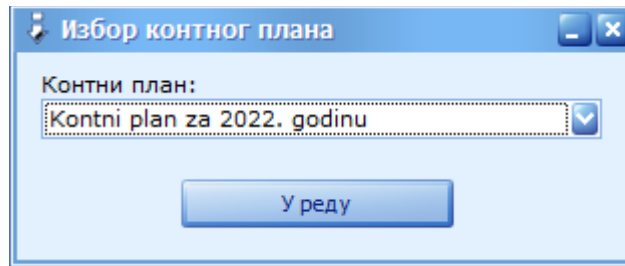 Избор контног плана
Контни план:
Kontni plan za 2022. godinu
У реду